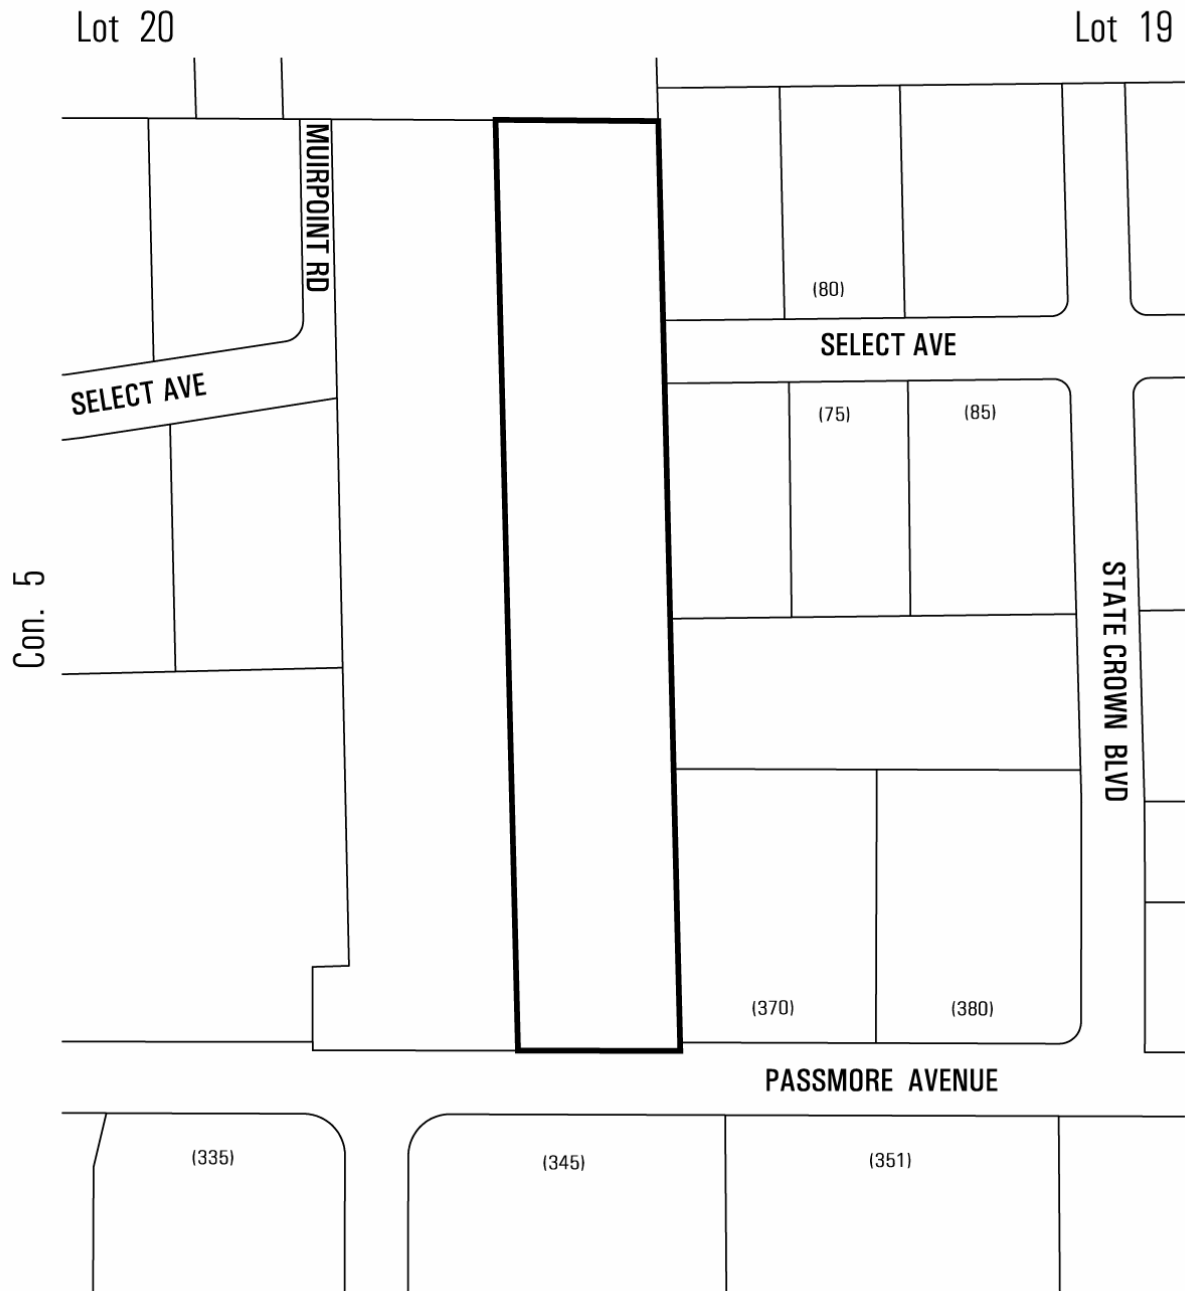 Lot 20
Lot 19
MUIRPOINT RD
(80)
SELECT AVE
SELECT AVE
(75)
(85)
Con. 5
STATE CROWN BLVD
(370)
(380)
PASSMORE AVENUE
(335)
(345)
(351)